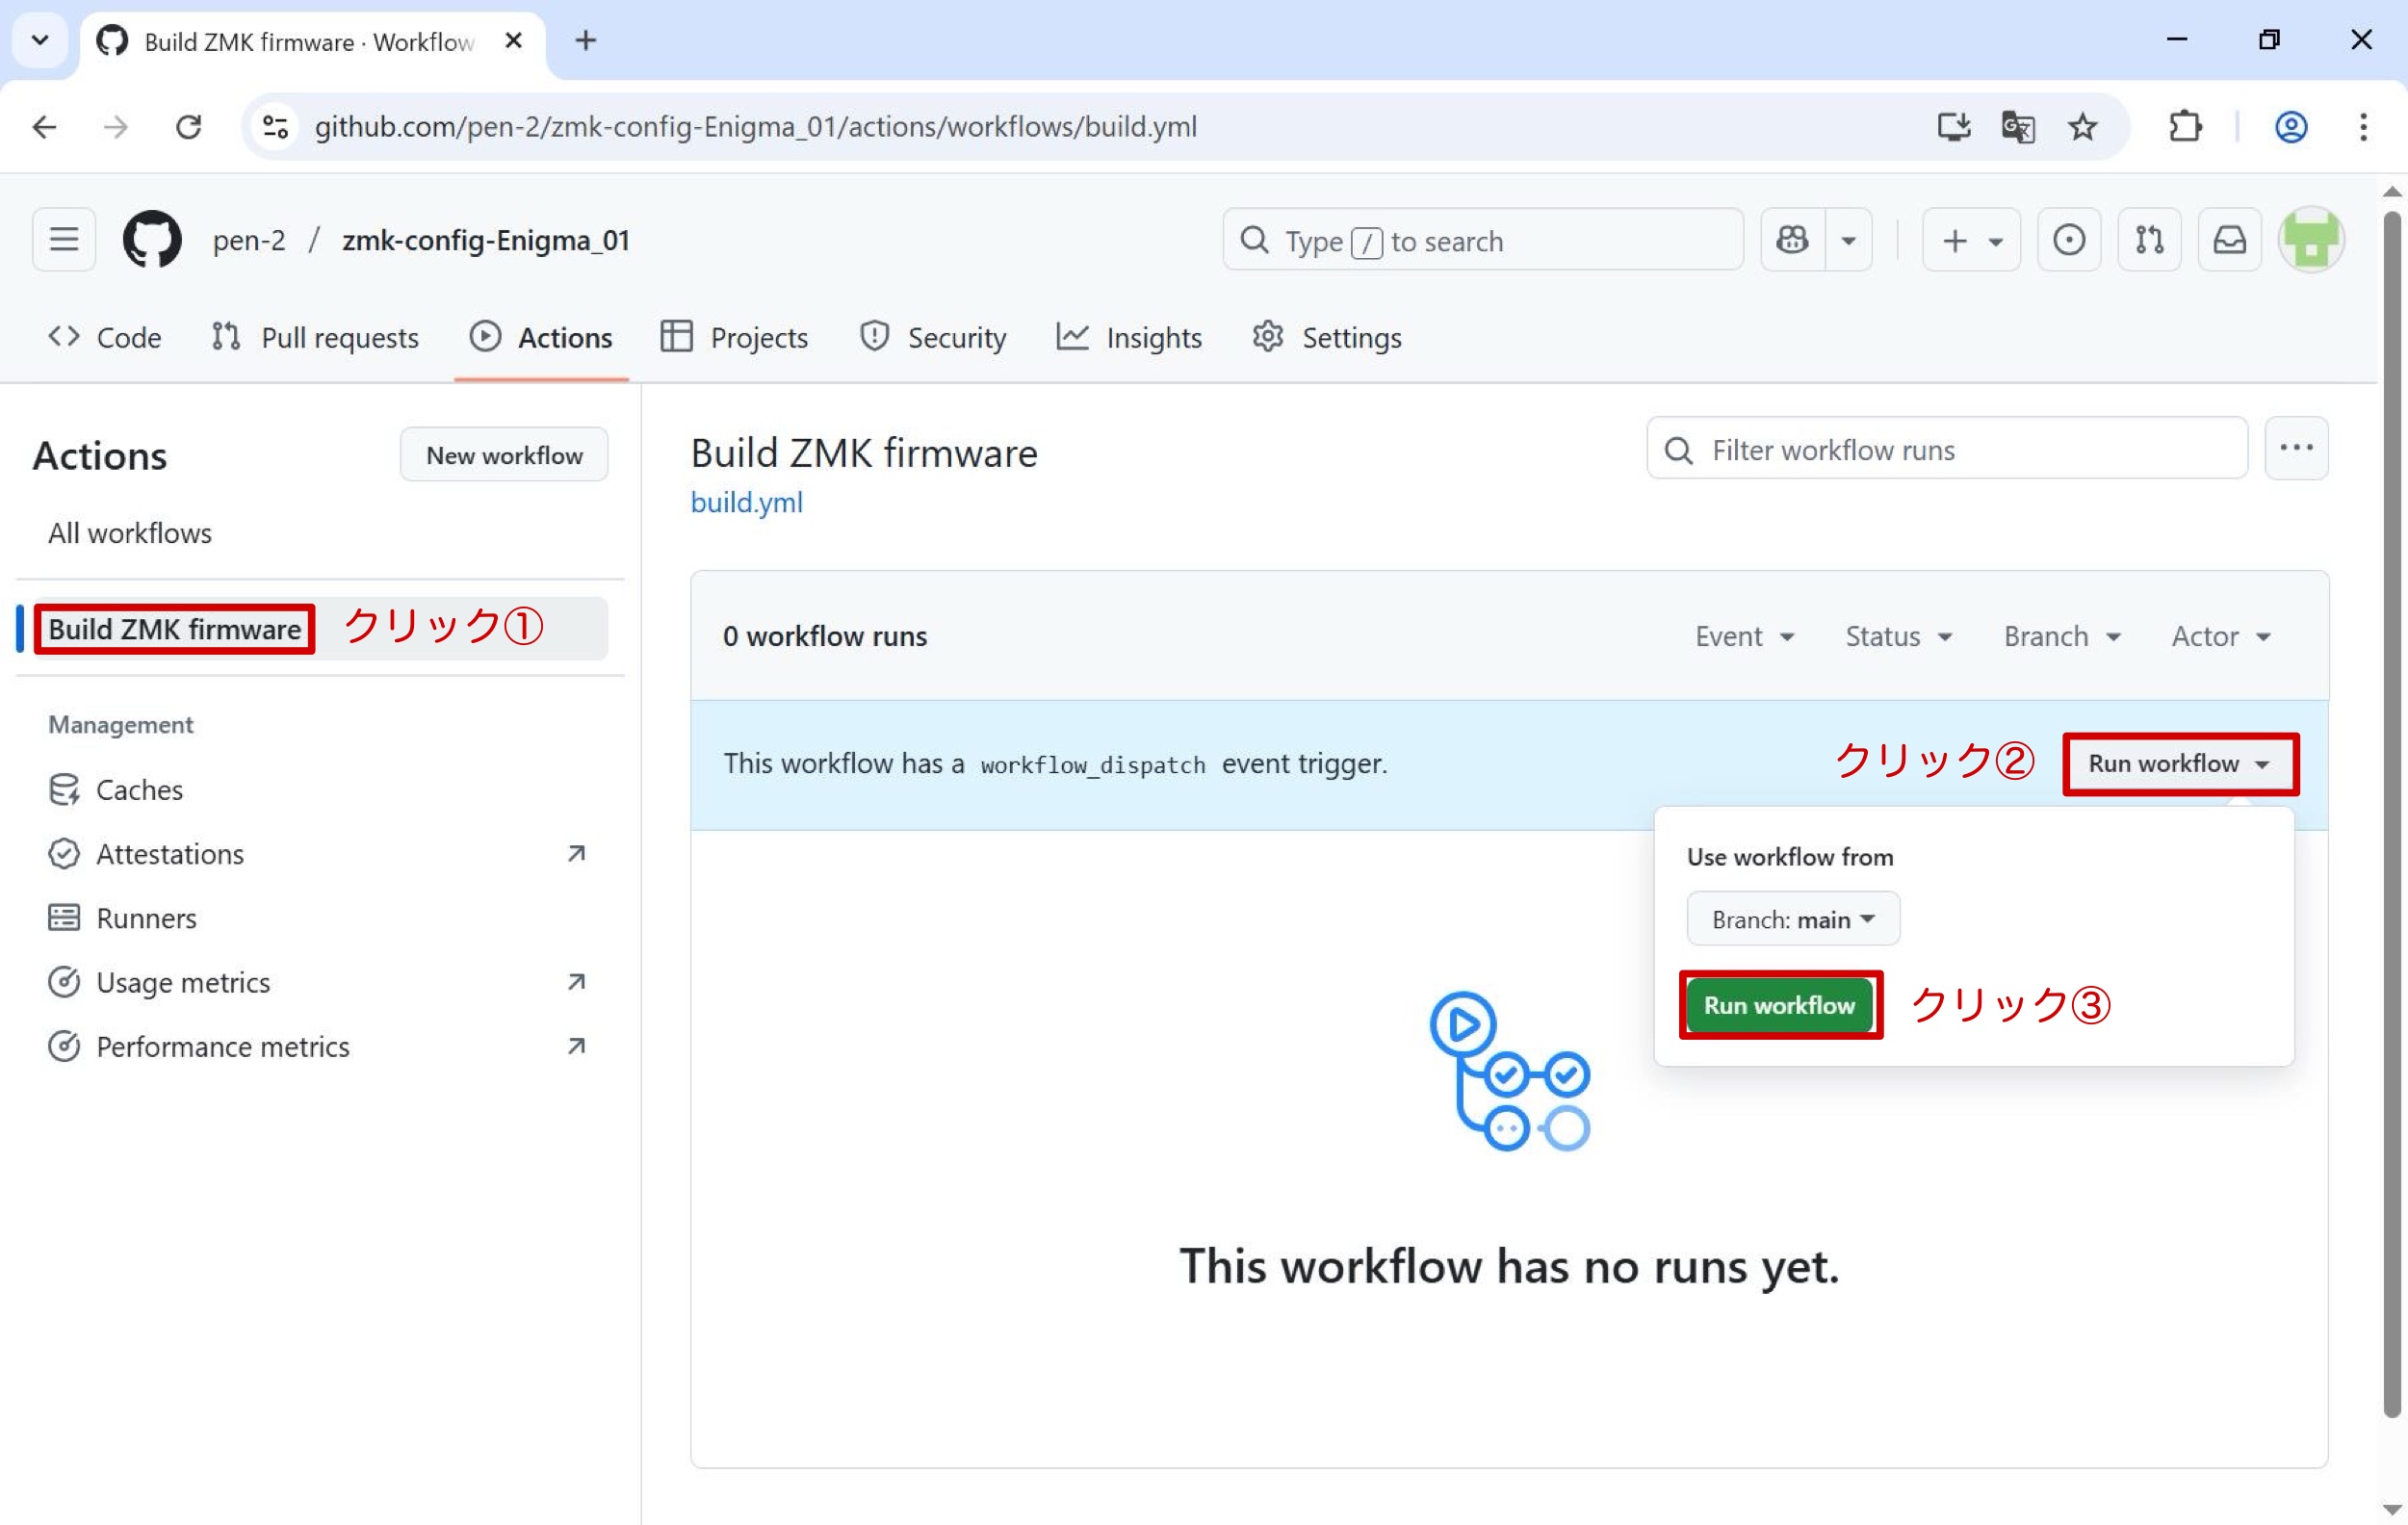 Build ZMK firmware · Workflow
github.com/pen-2/zmk-config-Enigma_01/actions/workflows/build.yml
pen-2 / zmk-config-Enigma_01
Type / to search
Code Pull requests Actions Projects Security Insights Settings
Actions
New workflow
All workflows
Build ZMK firmware クリック①
Management
Caches
Attestations
Runners
Usage metrics
Performance metrics
Build ZMK firmware
build.yml
Filter workflow runs
0 workflow runs
Event Status Branch Actor
This workflow has a workflow_dispatch event trigger.
クリック② Run workflow
Use workflow from
Branch: main
Run workflow クリック③
This workflow has no runs yet.